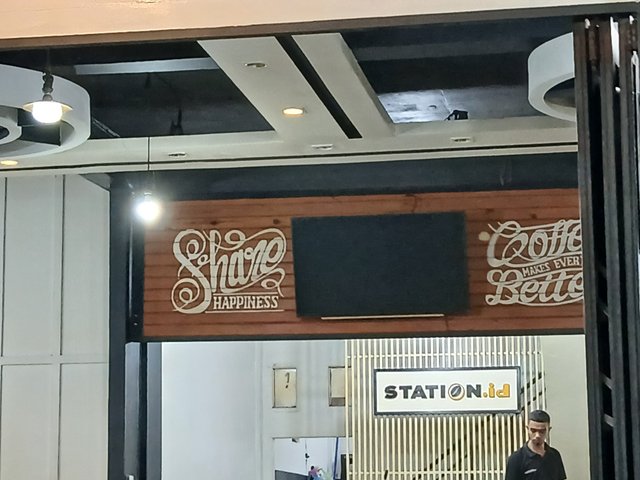 Share
HAPPINESS
Coffe
MAKES EVER
Bette
STATION.id